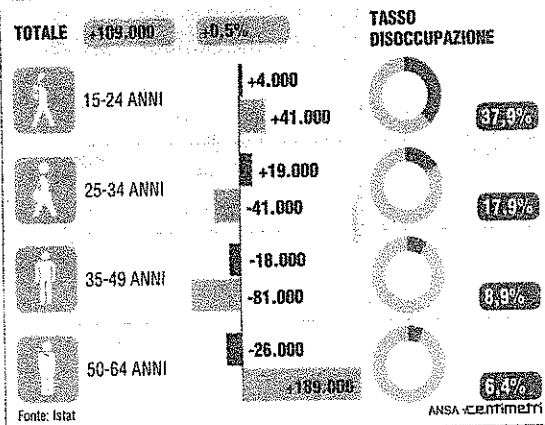 TOTALE +109.000 +0,5%
TASSO
DISOCCUPAZIONE
15-24 ANNI
+4.000
+41.000
37,9%
25-34 ANNI
+19.000
-41.000
17,9%
35-49 ANNI
-18.000
-81.000
8,9%
50-64 ANNI
-26.000
+189.000
6,4%
Fonte: Istat
ANSA centimetri